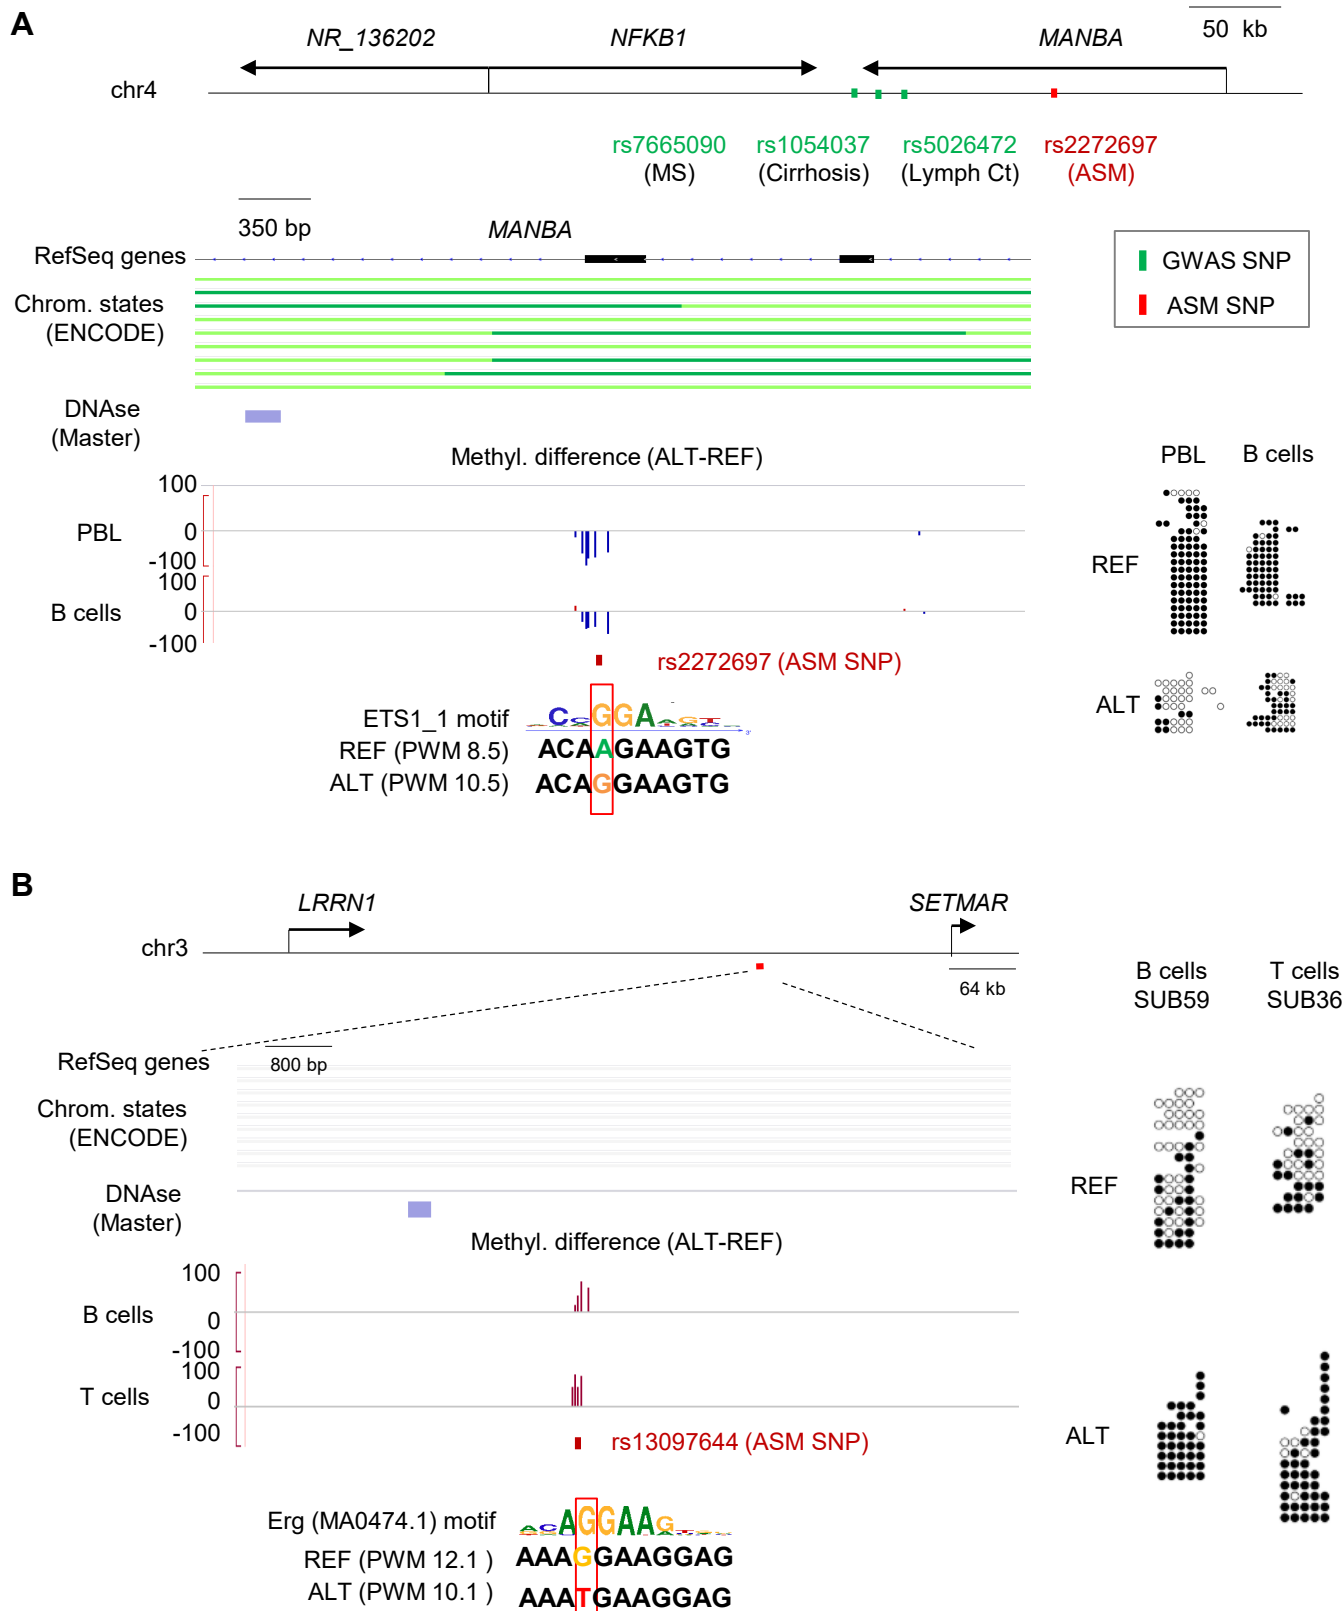 A
50 kb
NR_136202 NFKB1 MANBA
chr4
rs7665090 rs1054037 rs5026472 rs2272697
(MS) (Cirrhosis) (Lymph Ct) (ASM)
350 bp
MANBA
RefSeq genes
GWAS SNP
ASM SNP
Chrom. states
(ENCODE)
DNAse
(Master)
Methyl. difference (ALT-REF)
PBL B cells
100
PBL 0
-100
REF
100
B cells 0
-100
rs2272697 (ASM SNP)
ALT
ETS1_1 motif CCGGAAGT
3'
REF (PWM 8.5) ACAAGAAGTG
ALT (PWM 10.5) ACAGGAAGTG
B
LRRN1 SETMAR
chr3
64 kb
B cells T cells
SUB59 SUB36
800 bp
RefSeq genes
Chrom. states
(ENCODE)
REF
DNAse
(Master)
Methyl. difference (ALT-REF)
100
B cells 0
-100
100
T cells 0
-100
rs13097644 (ASM SNP)
ALT
Erg (MA0474.1) motif ACAGGAAG
REF (PWM 12.1 ) AAAGGAAGGAG
ALT (PWM 10.1 ) AAATGAAGGAG